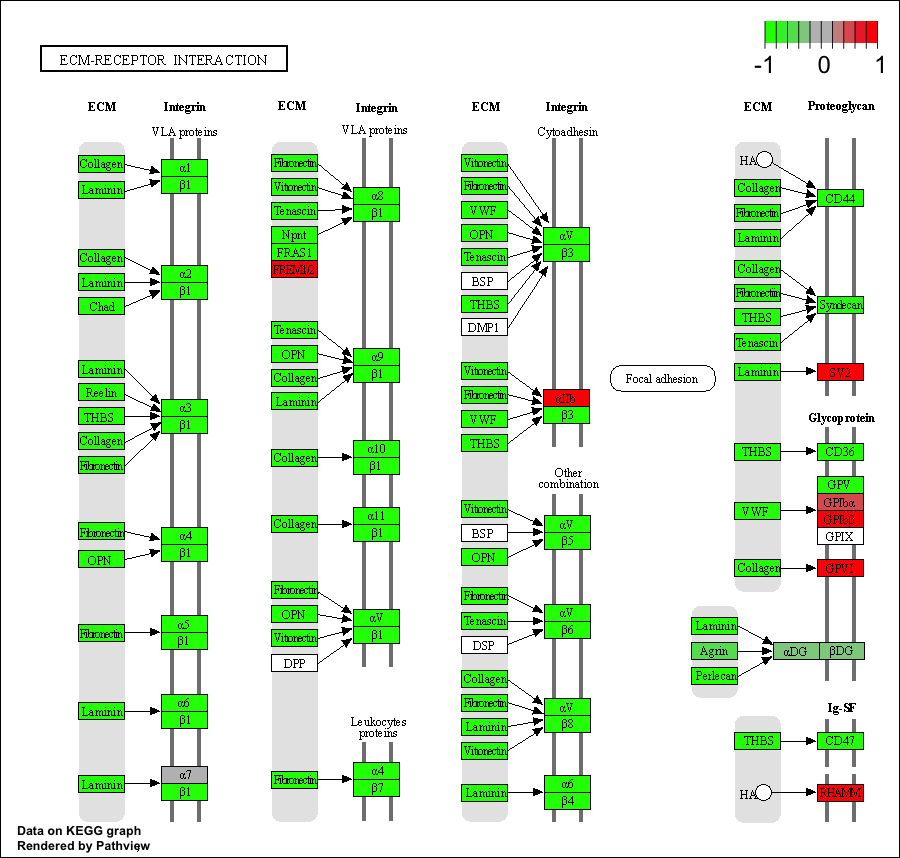 ECM-RECEPTOR INTERACTION
-1 0 1
ECM Integrin
VLA proteins
Collagen
Laminin
α1
β1
Collagen
Laminin
Chad
α2
β1
Laminin
Reelin
THBS
Collagen
Fibronectin
α3
β1
Fibronectin
OPN
α4
β1
Fibronectin
α5
β1
Laminin
α6
β1
Laminin
α7
β1
ECM Integrin
VLA proteins
Fibronectin
Vitronectin
Tenascin
Npnt
FRAS1
FREM1/2
α8
β1
Tenascin
OPN
Collagen
Laminin
α9
β1
Collagen
α10
β1
Collagen
α11
β1
Fibronectin
OPN
Vitronectin
DPP
αV
β1
Leukocytes
proteins
Fibronectin
α4
β7
ECM Integrin
Cytoadhesin
Vitronectin
Fibronectin
VWF
OPN
Tenascin
BSP
THBS
DMP1
αV
β3
Vitronectin
Fibronectin
VWF
THBS
αIIb
β3
Other
combination
Vitronectin
BSP
OPN
αV
β5
Fibronectin
Tenascin
DSP
αV
β6
Collagen
Fibronectin
Laminin
Vitronectin
αV
β8
Laminin
α6
β4
Focal adhesion
ECM Proteoglycan
HA
Collagen
Fibronectin
Laminin
CD44
Collagen
Fibronectin
THBS
Tenascin
Syndecan
Laminin
SV2
Glycoprotein
THBS
CD36
VWF
GPV
GPIbα
GPIbβ
GPIX
Collagen
GPVI
Laminin
Agrin
Perlecan
αDG βDG
Ig-SF
THBS
CD47
HA
RHAMM
Data on KEGG graph
Rendered by Pathview